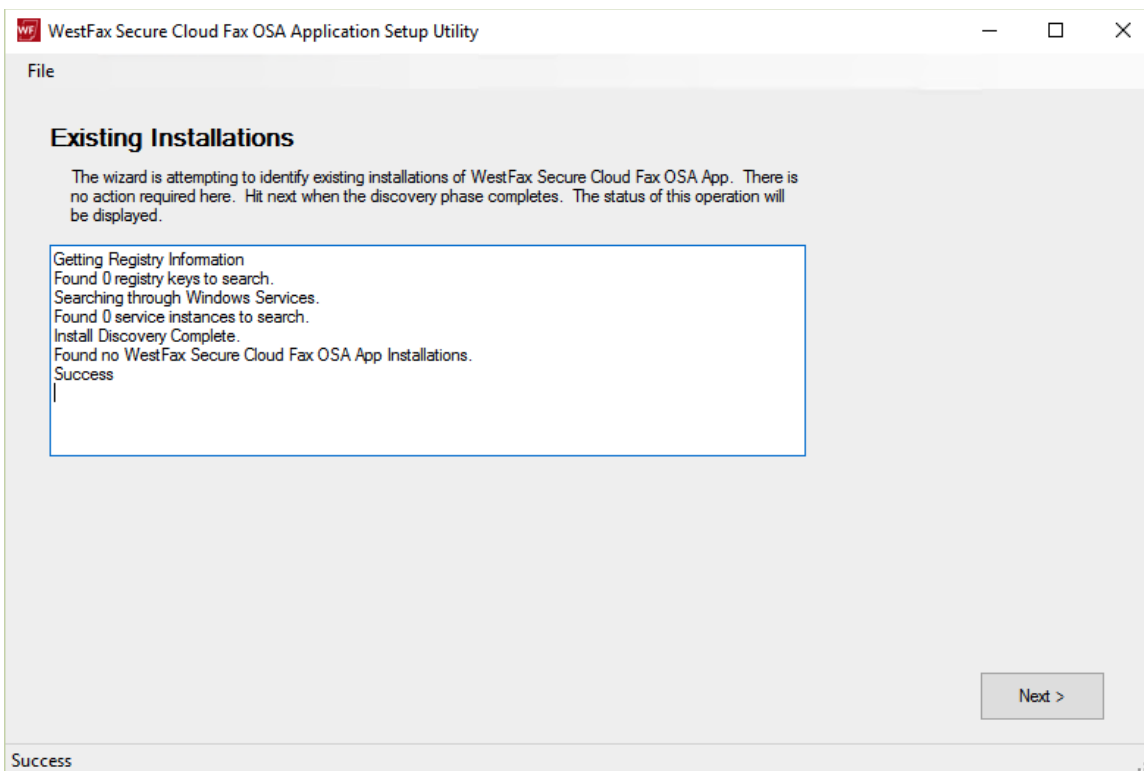 WF WestFax Secure Cloud Fax OSA Application Setup Utility
File
Existing Installations
The wizard is attempting to identify existing installations of WestFax Secure Cloud Fax OSA App. There is
no action required here. Hit next when the discovery phase completes. The status of this operation will
be displayed.
Getting Registry Information
Found 0 registry keys to search.
Searching through Windows Services.
Found 0 service instances to search.
Install Discovery Complete.
Found no WestFax Secure Cloud Fax OSA App Installations.
Success
Next >
Success